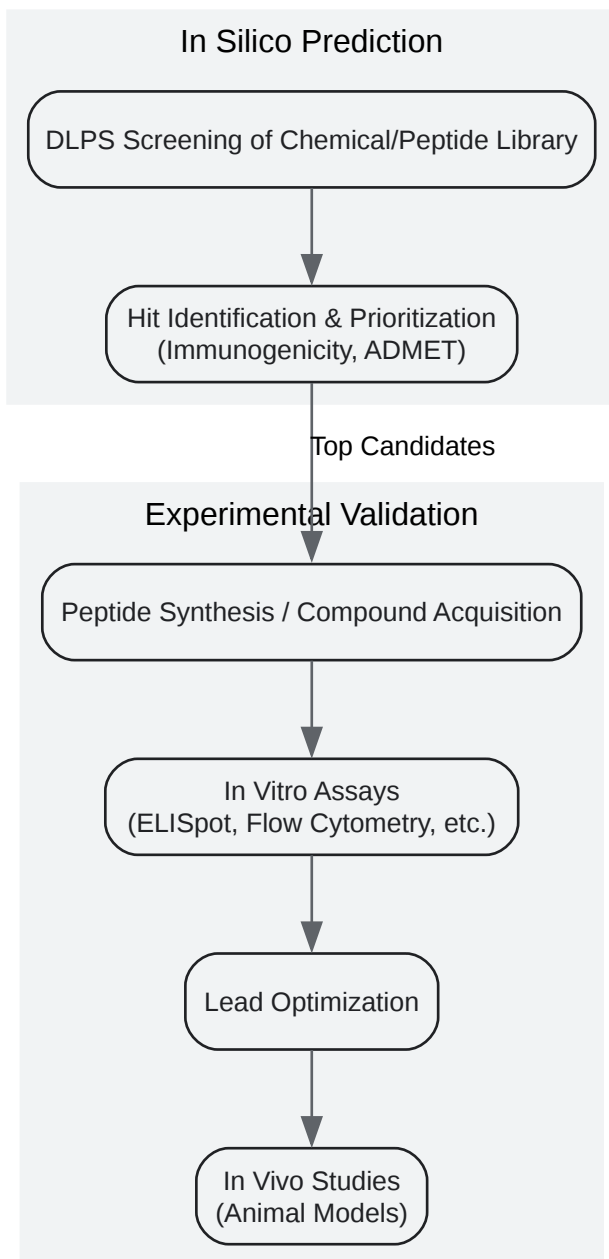 In Silico Prediction
DLPS Screening of Chemical/Peptide Library
Hit Identification & Prioritization
(Immunogenicity, ADMET)
Top Candidates
Experimental Validation
Peptide Synthesis / Compound Acquisition
In Vitro Assays
(ELISpot, Flow Cytometry, etc.)
Lead Optimization
In Vivo Studies
(Animal Models)